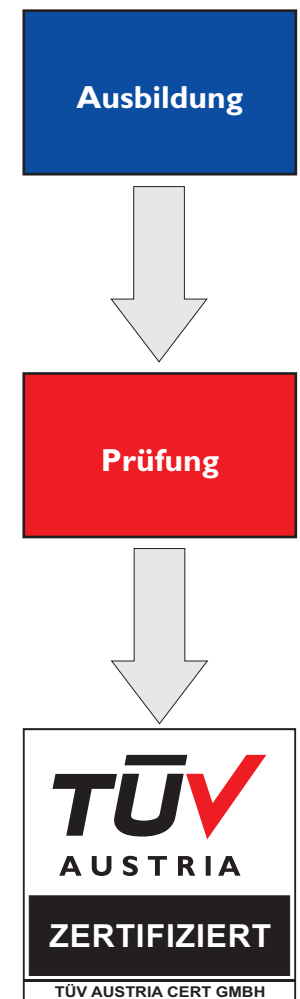 Ausbildung
Prüfung
TÜV
AUSTRIA
ZERTIFIZIERT
TÜV AUSTRIA CERT GMBH